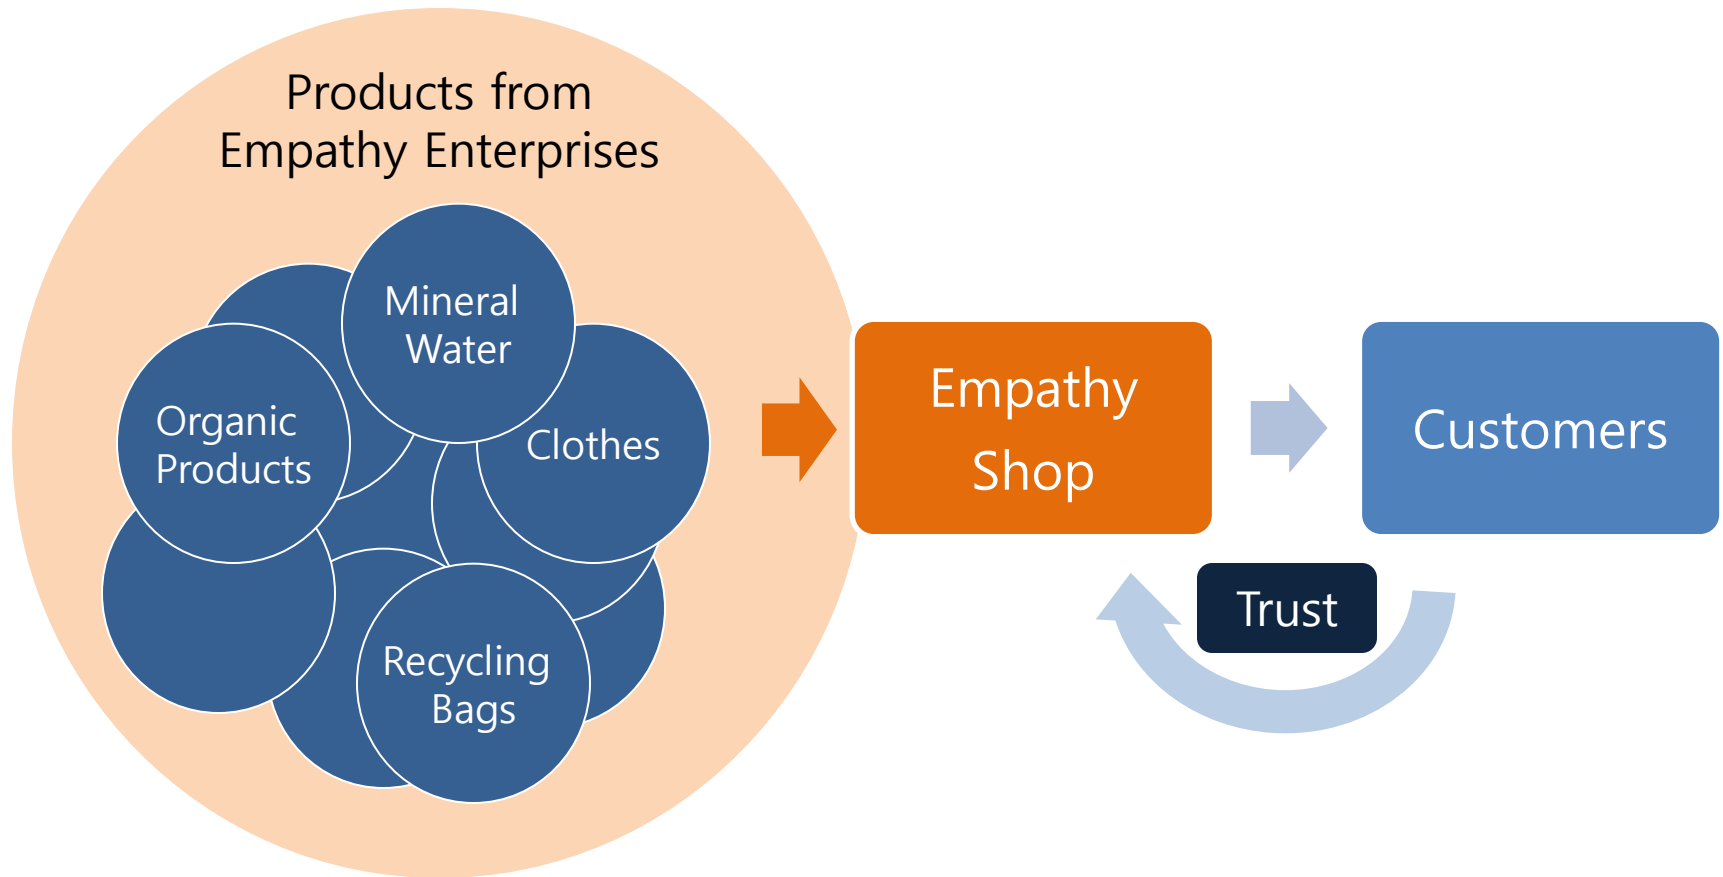 Products from
Empathy Enterprises
Mineral
Water
Organic
Products
Clothes
Recycling
Bags
Empathy
Shop
Customers
Trust